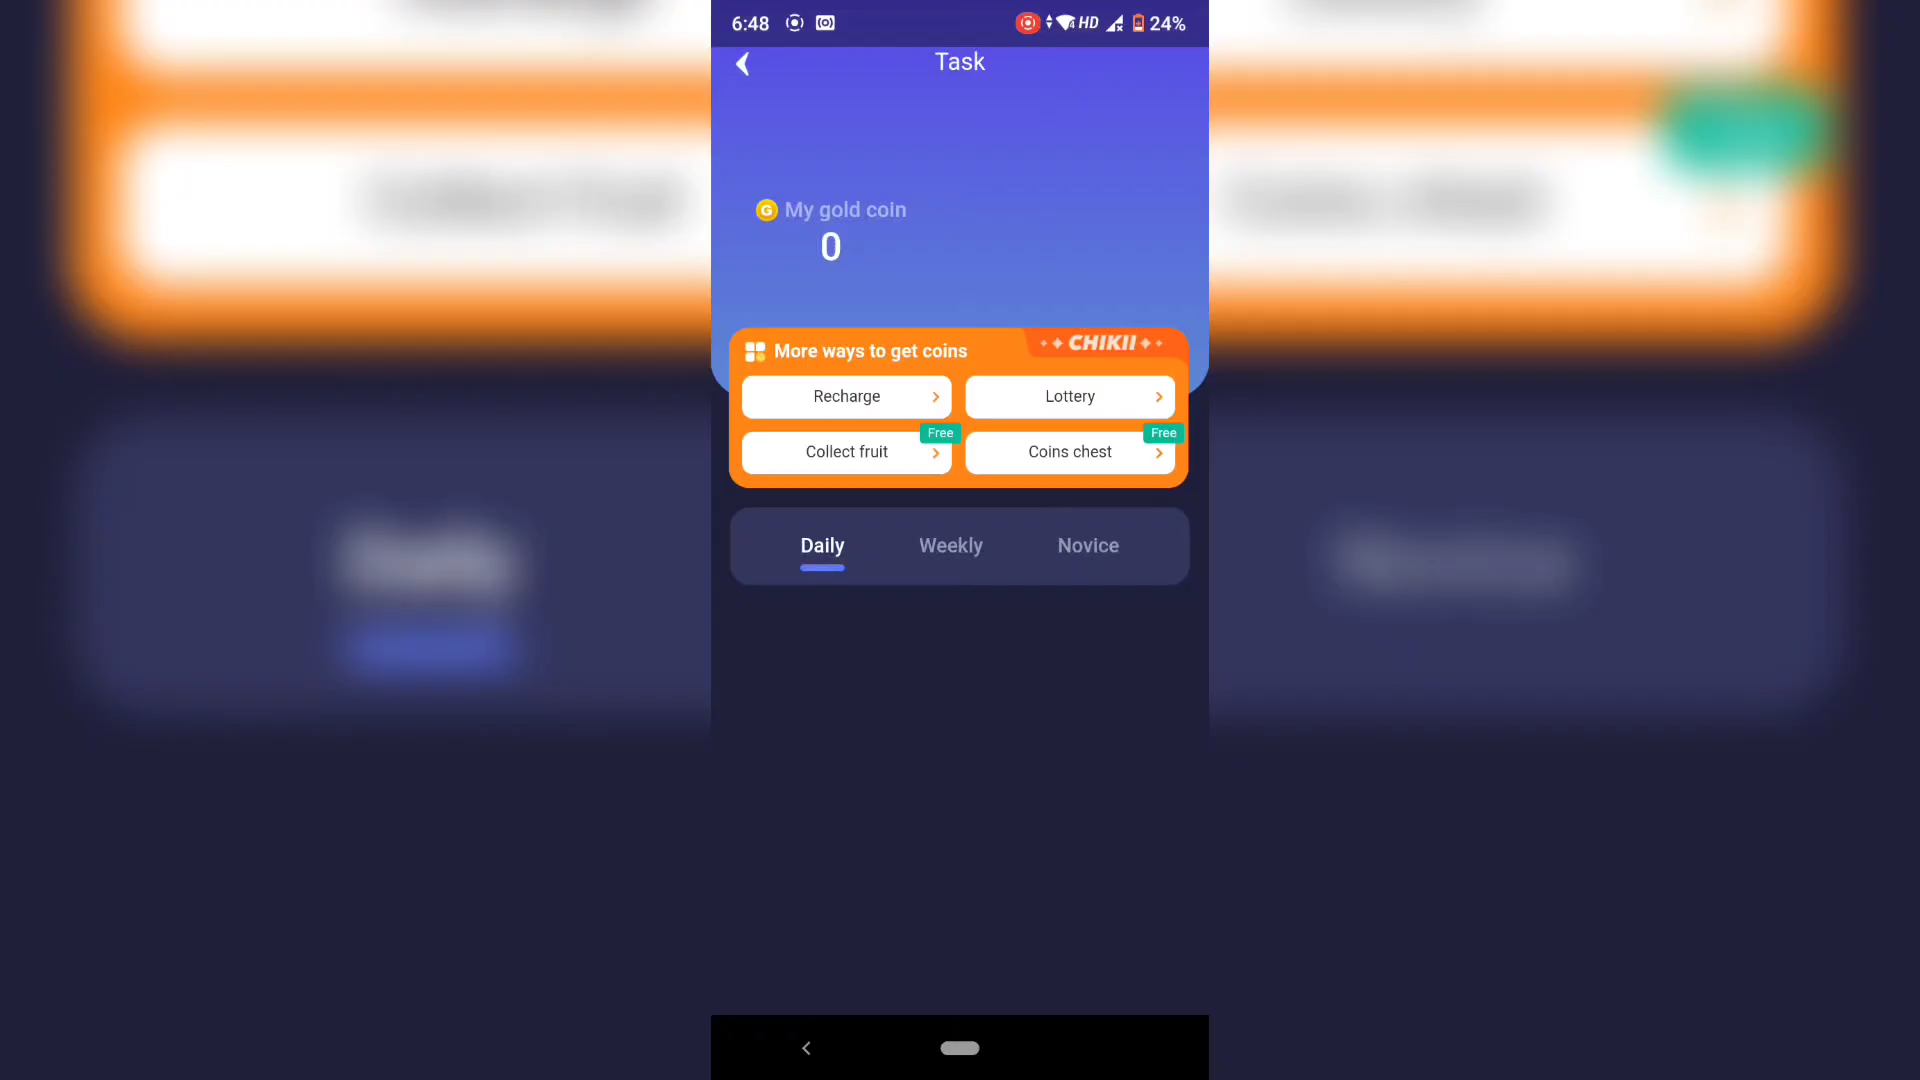 6:48 HD 24%
Task
G My gold coin
0
More ways to get coins CHIKII
Recharge Lottery
Free Free
Collect fruit Coins chest
Daily Weekly Novice